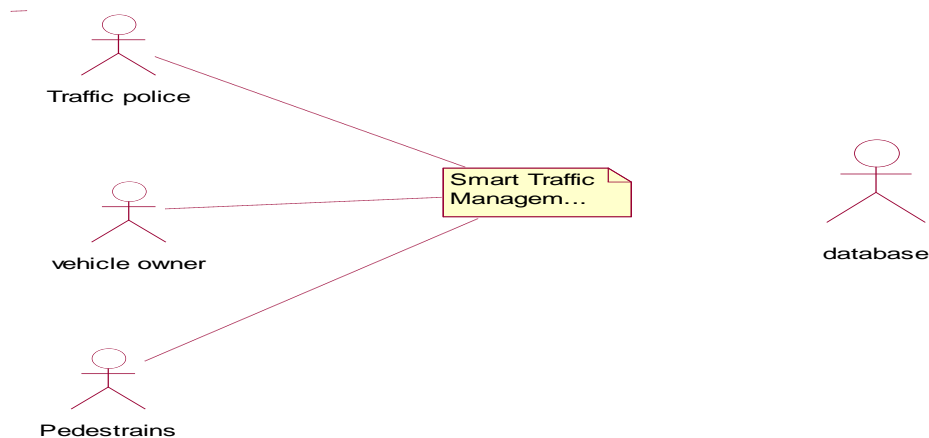 Traffic police
Smart Traffic
Managem...
vehicle owner
database
Pedestrains